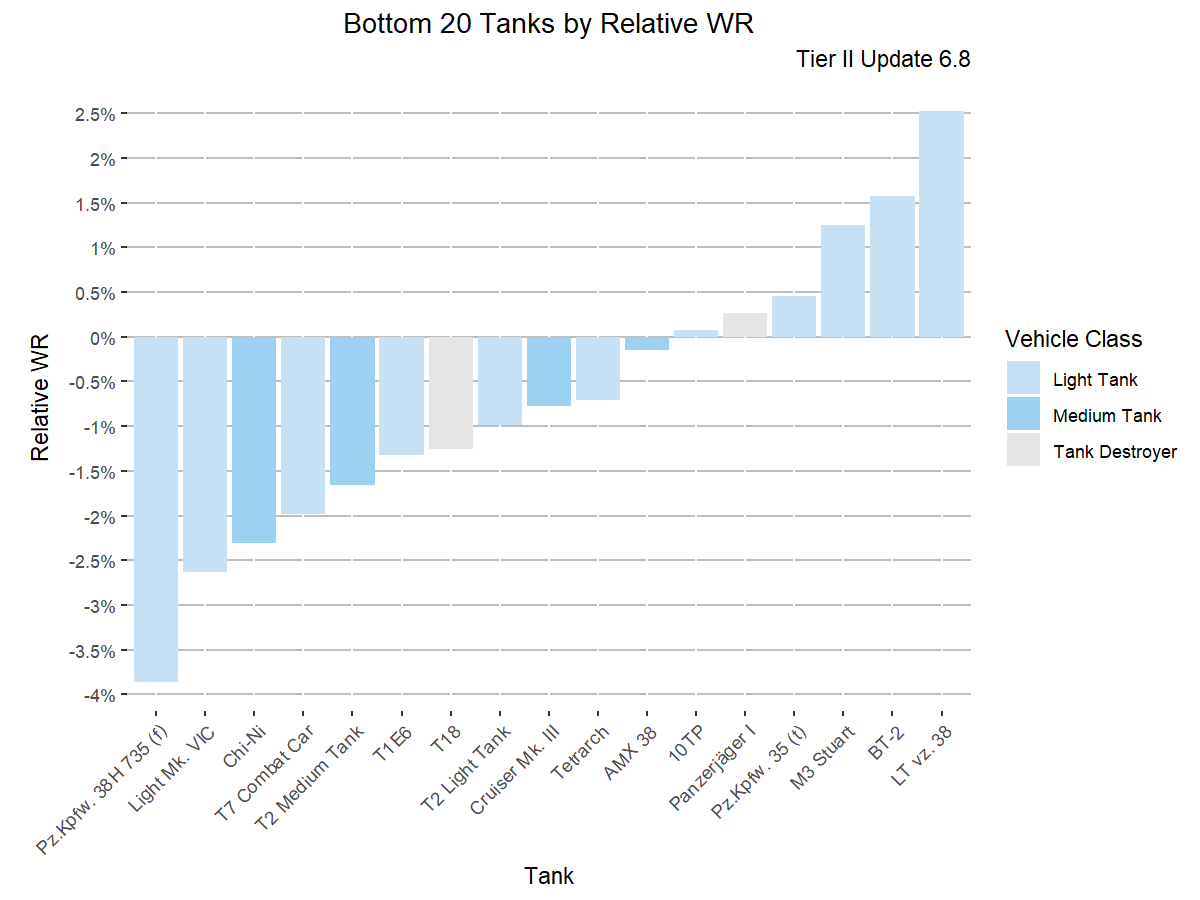 Bottom 20 Tanks by Relative WR
Tier II Update 6.8
2.5%
2%
1.5%
1%
0.5%
0%
-0.5%
-1%
-1.5%
-2%
-2.5%
-3%
-3.5%
-4%
Relative WR
Pz.Kpfw. 38H 735 (f)
Light Mk. VIC
Chi-Ni
T7 Combat Car
T2 Medium Tank
T1E6
T18
T2 Light Tank
Cruiser Mk. III
Tetrarch
AMX 38
10TP
Panzerjäger I
Pz.Kpfw. 35 (t)
M3 Stuart
BT-2
LT vz. 38
Tank
Vehicle Class
Light Tank
Medium Tank
Tank Destroyer